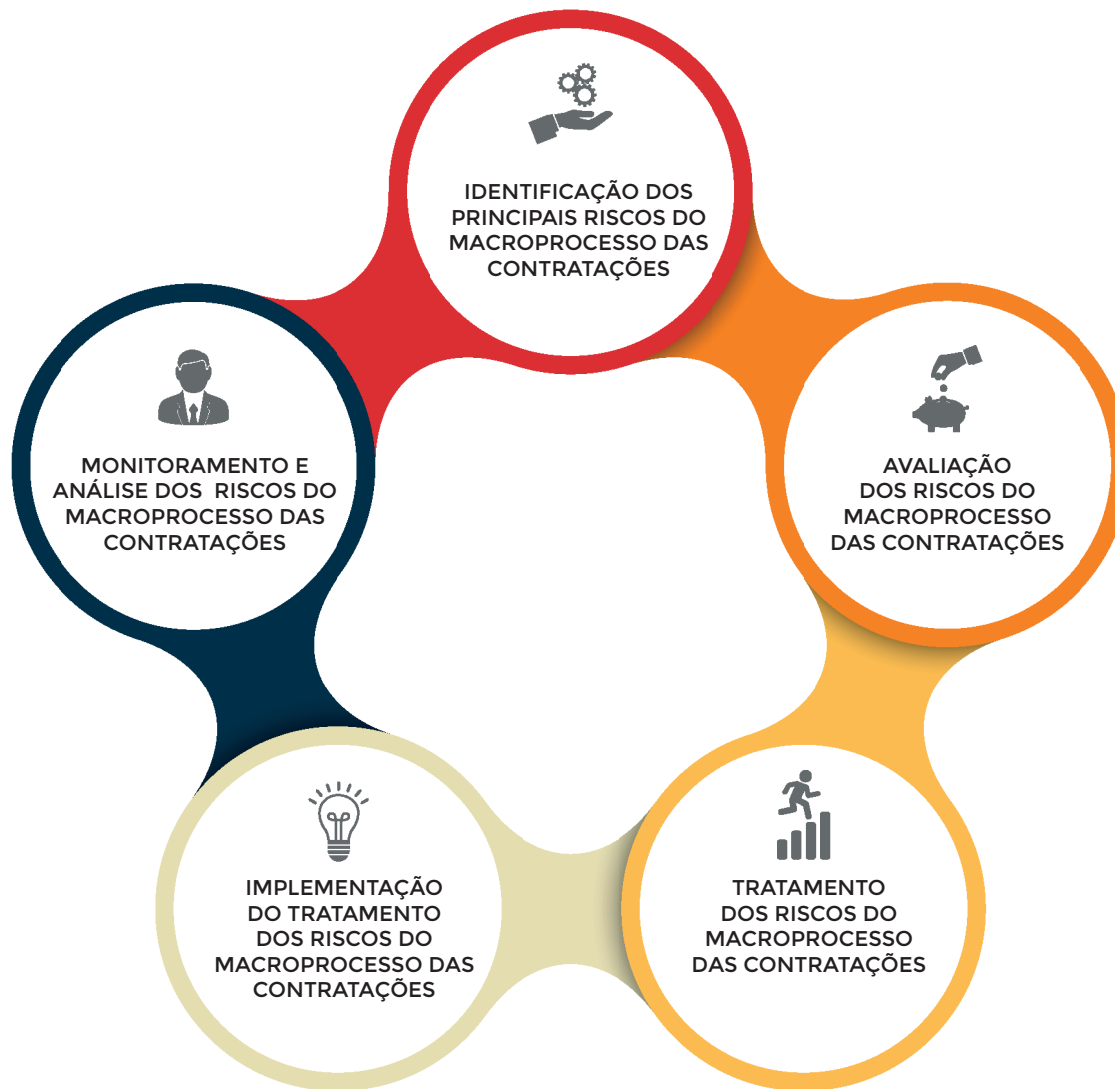 IDENTIFICAÇÃO DOS
PRINCIPAIS RISCOS DO
MACROPROCESSO DAS
CONTRATAÇÕES
AVALIAÇÃO
DOS RISCOS DO
MACROPROCESSO
DAS CONTRATAÇÕES
TRATAMENTO
DOS RISCOS DO
MACROPROCESSO
DAS CONTRATAÇÕES
IMPLEMENTAÇÃO
DO TRATAMENTO
DOS RISCOS DO
MACROPROCESSO DAS
CONTRATAÇÕES
MONITORAMENTO E
ANÁLISE DOS RISCOS DO
MACROPROCESSO DAS
CONTRATAÇÕES